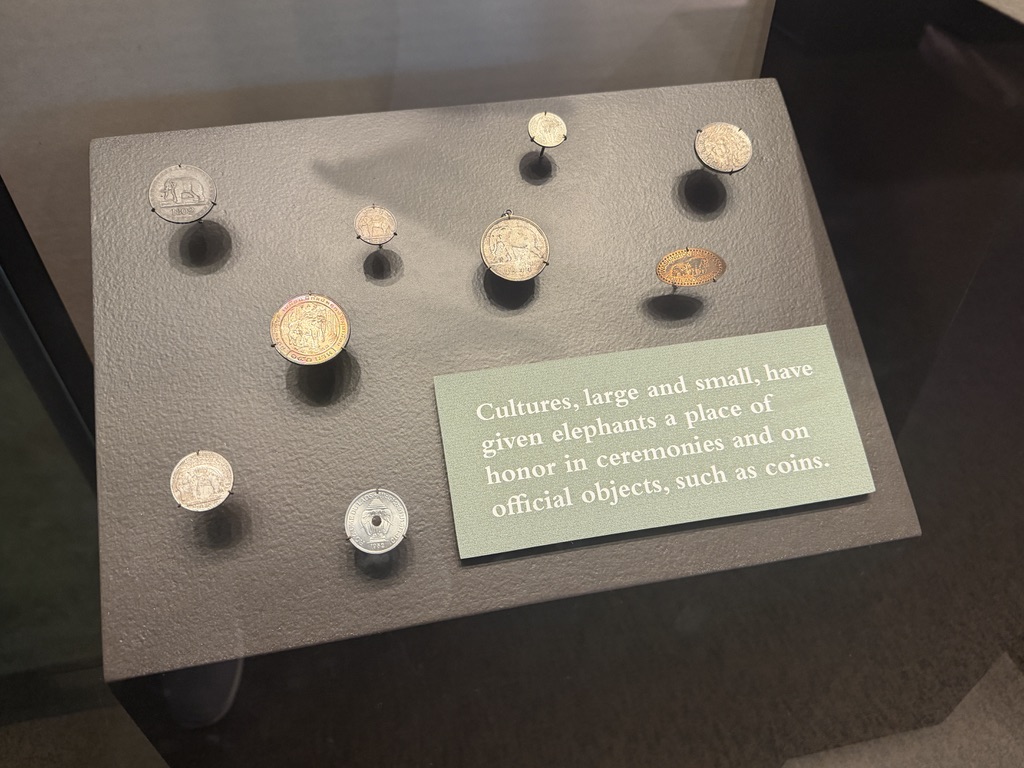 Cultures, large and small, have
given elephants a place of
honor in ceremonies and on
official objects, such as coins.